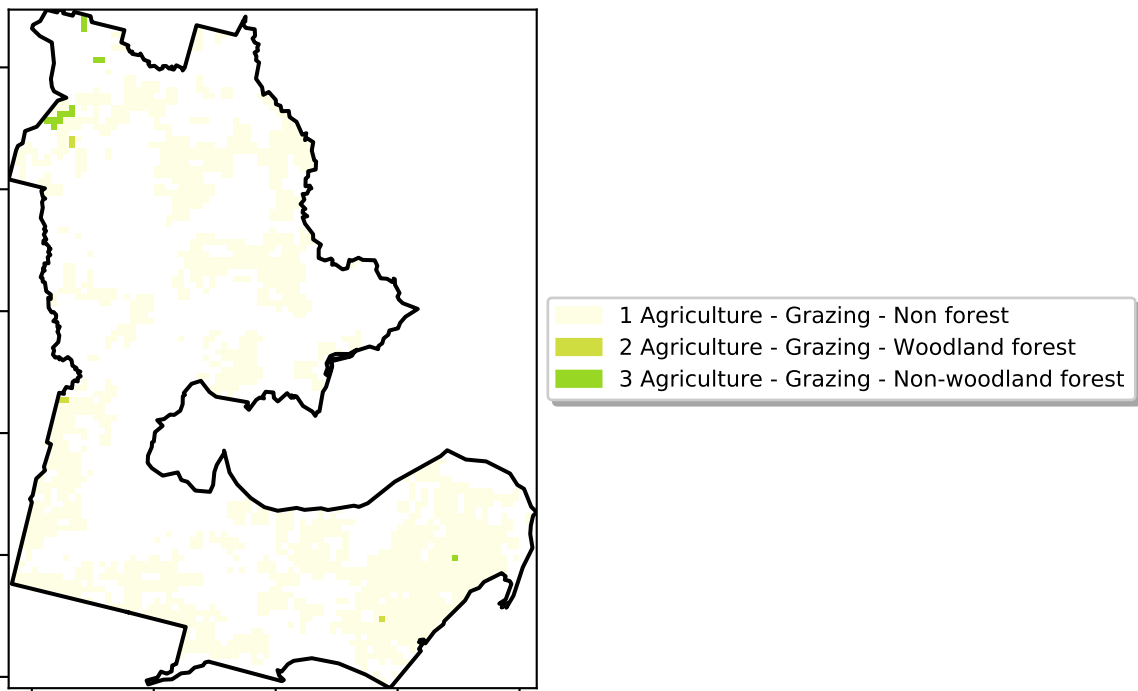 1 Agriculture - Grazing - Non forest
2 Agriculture - Grazing - Woodland forest
3 Agriculture - Grazing - Non-woodland forest